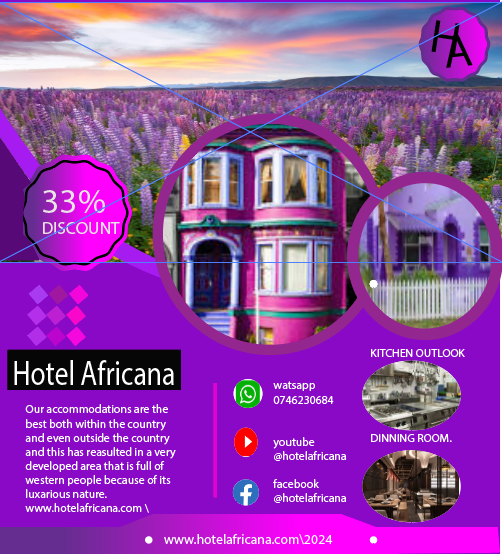 HA
33%
DISCOUNT
Hotel Africana
Our accommodations are the
best both within the country
and even outside the country
and this has reasulted in a very
developed area that is full of
western people because of its
luxarious nature.
www.hotelafricana.com \
watsapp
0746230684
youtube
@hotelafricana
facebook
@hotelafricana
KITCHEN OUTLOOK
DINNING ROOM.
www.hotelafricana.com\2024